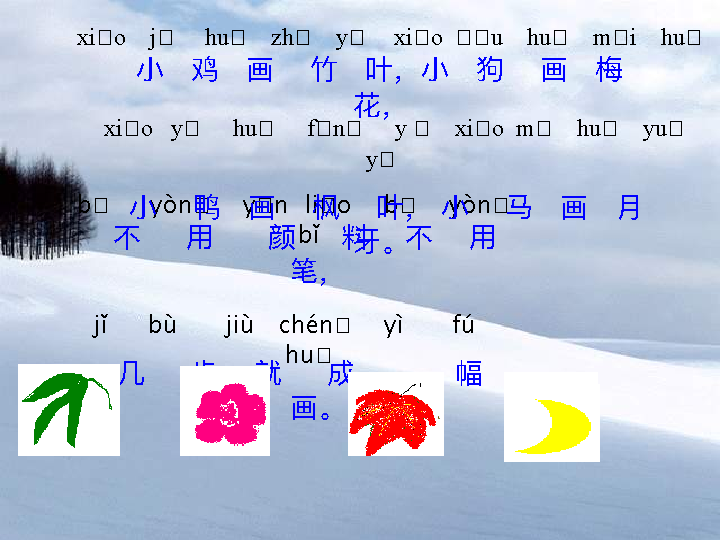 xi□o j□ hu□ zh□ y□ xi□o □□u hu□ m□i hu□
小 鸡 画 竹 叶，小 狗 画 梅
花，
xi□o y□ hu□ f□n□ y □ xi□o m□ hu□ yu□
y□
小 鸭 画 枫 叶，小 马 画 月
牙。
b□ yòn□ b□ yòn□
bǐ
不 用 颜 料 不 用
笔，
jǐ bù jiù chén□ yì fú
hu□
几 步 就 成 幅
画。